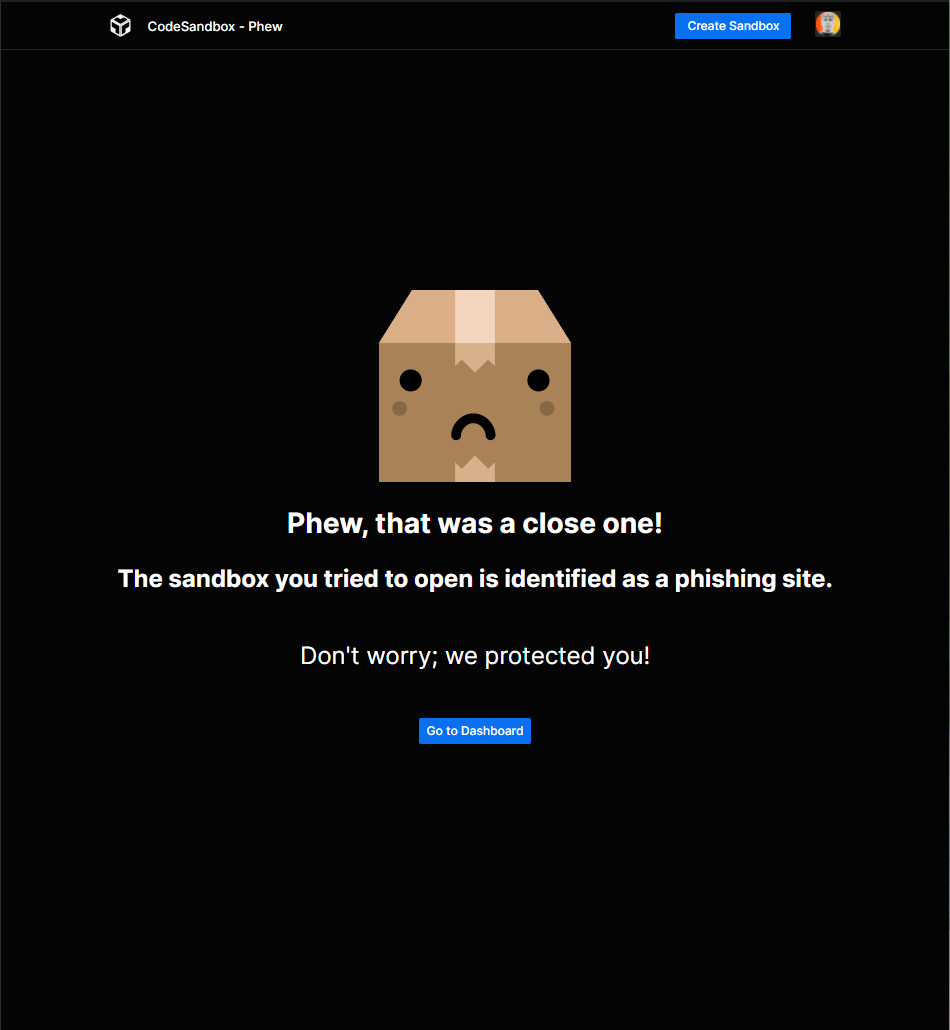 CodeSandbox - Phew
Create Sandbox
Phew, that was a close one!
The sandbox you tried to open is identified as a phishing site.
Don't worry; we protected you!
Go to Dashboard